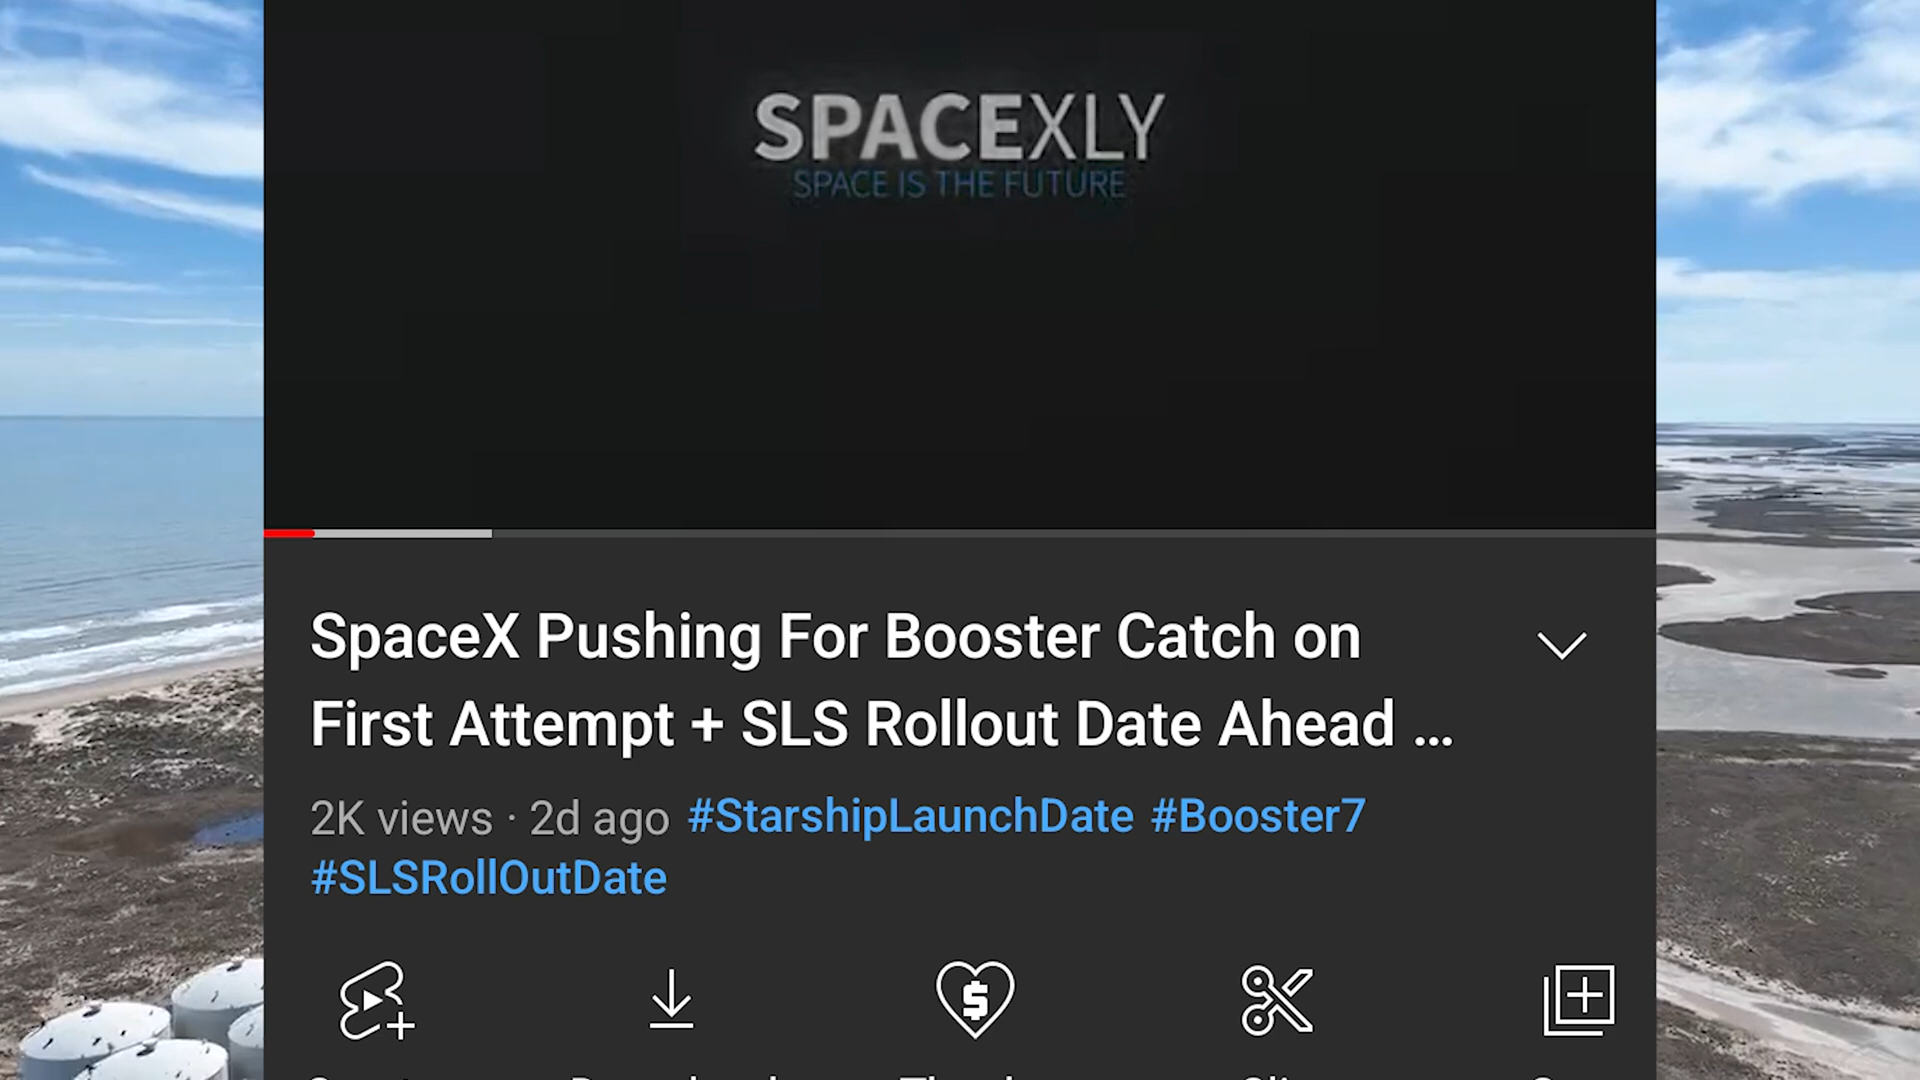 SPACEXLY
SPACE IS THE FUTURE
SpaceX Pushing For Booster Catch on
First Attempt + SLS Rollout Date Ahead ...
2K views · 2d ago #StarshipLaunchDate #Booster7
#SLSRollOutDate